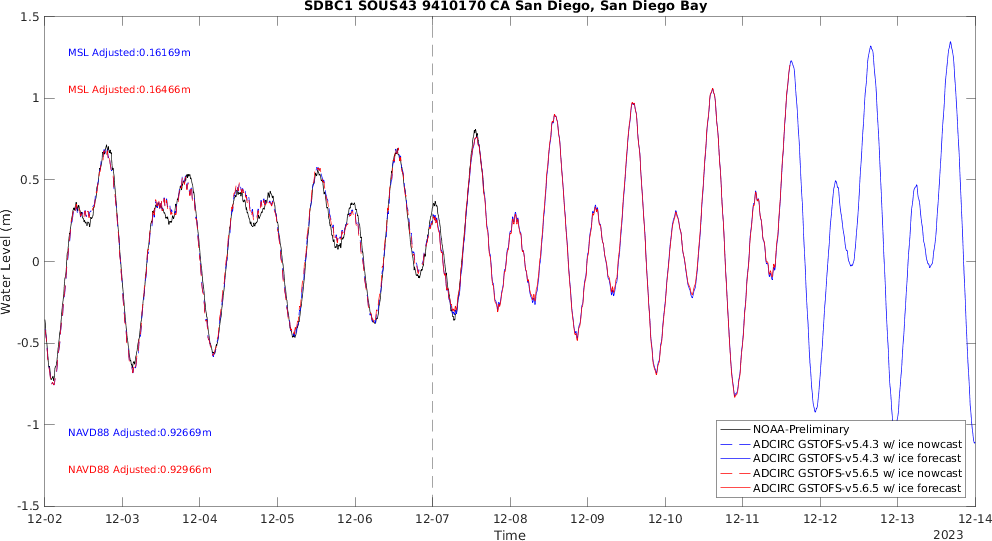 SDBC1 SOUS43 9410170 CA San Diego, San Diego Bay
1.5
MSL Adjusted:0.16169m
MSL Adjusted:0.16466m
1
0.5
0
-0.5
-1
-1.5
Water Level (m)
NAVD88 Adjusted:0.92669m
NAVD88 Adjusted:0.92966m
NOAA-Preliminary
ADCIRC GSTOFS-v5.4.3 w/ ice nowcast
ADCIRC GSTOFS-v5.4.3 w/ ice forecast
ADCIRC GSTOFS-v5.6.5 w/ ice nowcast
ADCIRC GSTOFS-v5.6.5 w/ ice forecast
12-02 12-03 12-04 12-05 12-06 12-07 12-08 12-09 12-10 12-11 12-12 12-13 12-14
Time
2023